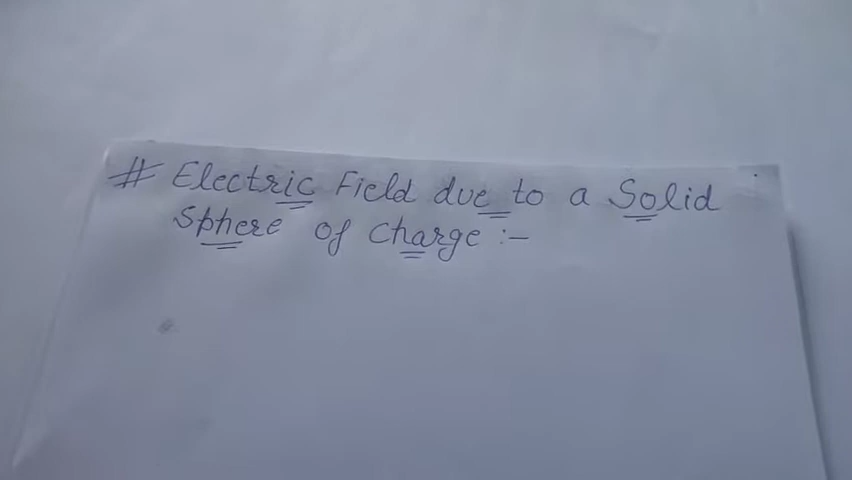 # Electric Field due to a Solid
Sphere of Charge :-